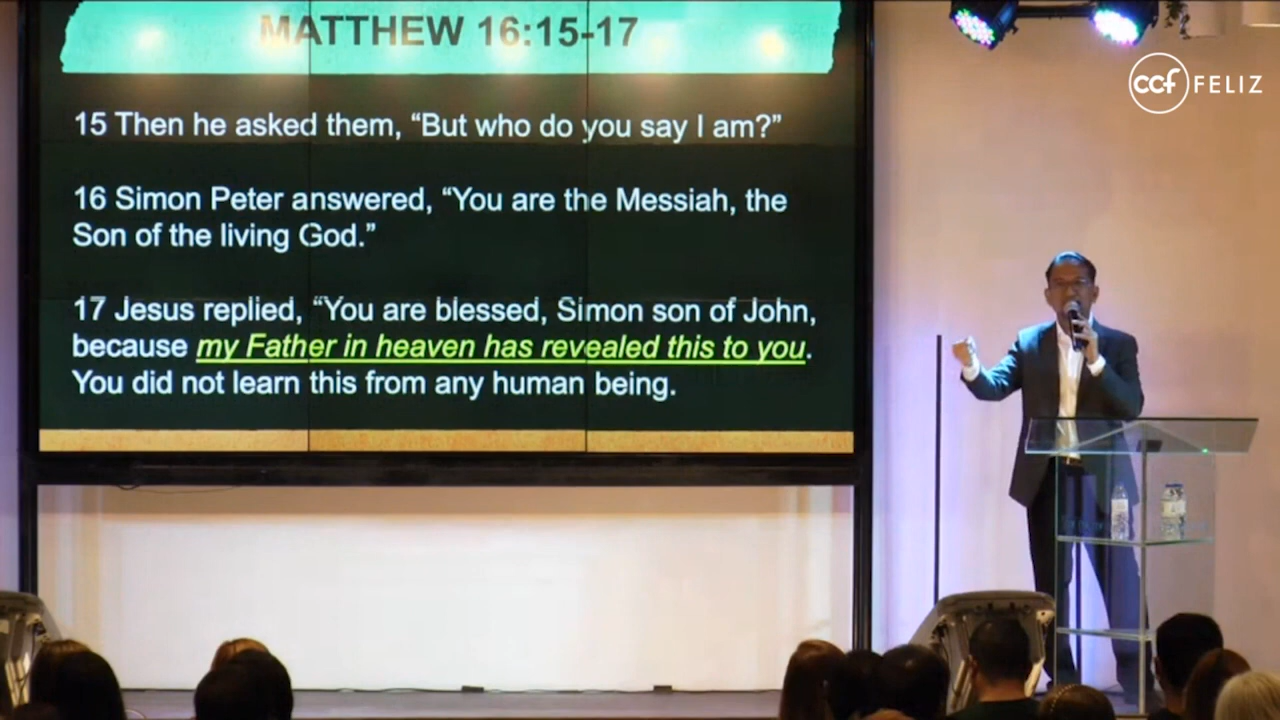 MATTHEW 16:15-17
ccf FELIZ
15 Then he asked them, “But who do you say I am?”
16 Simon Peter answered, “You are the Messiah, the
Son of the living God.”
17 Jesus replied, “You are blessed, Simon son of John,
because my Father in heaven has revealed this to you.
You did not learn this from any human being.